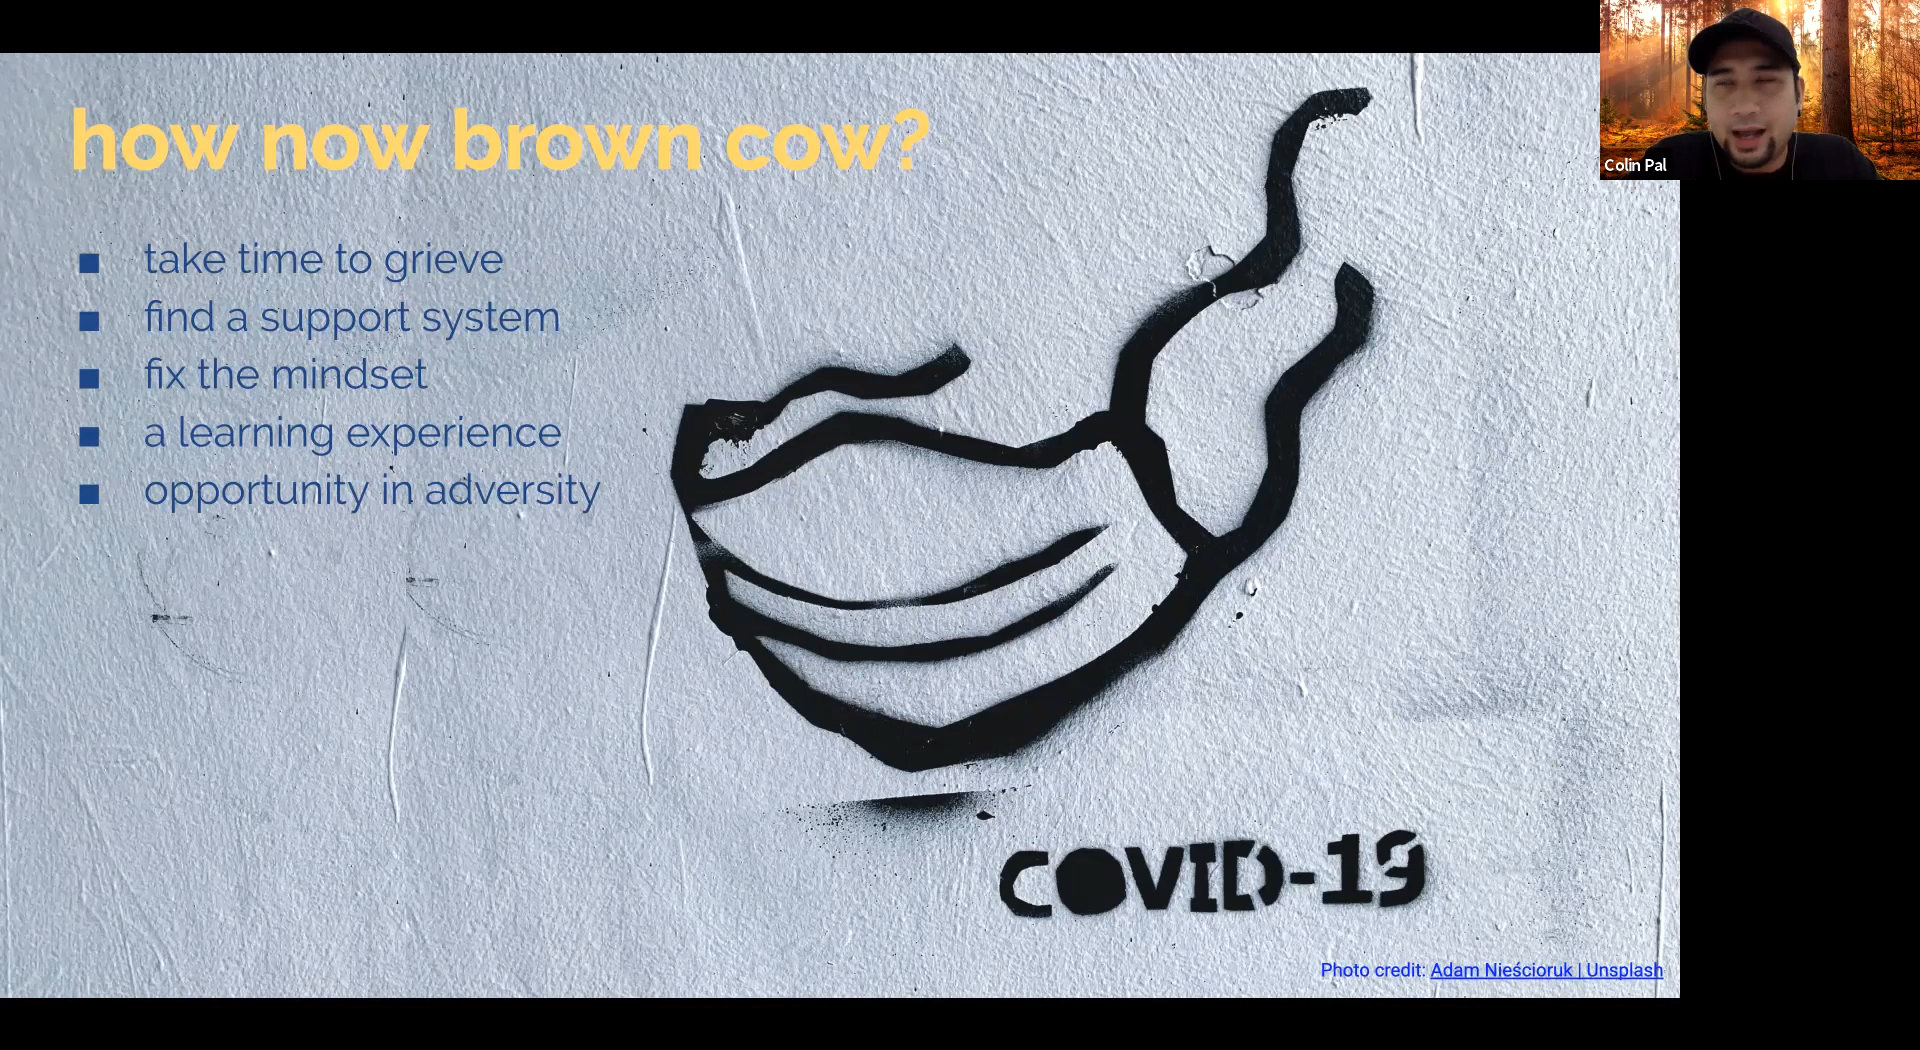 how now brown cow?
take time to grieve
find a support system
fix the mindset
a learning experience
opportunity in adversity
COVID-19
Photo credit: Adam Nieścioruk | Unsplash
Colin Pal